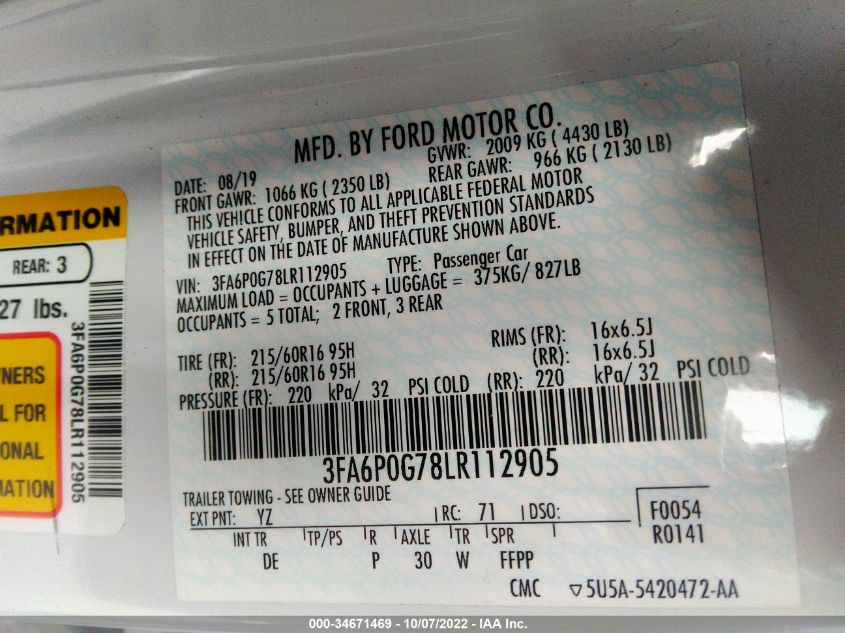 RMATION
REAR: 3
27 lbs.
3FA6P0G78LR112905
NERS
L FOR
ONAL
MATION
MFD. BY FORD MOTOR CO.
DATE: 08/19 GVWR: 2009 KG ( 4430 LB)
FRONT GAWR: 1066 KG ( 2350 LB) REAR GAWR: 966 KG ( 2130 LB)
THIS VEHICLE CONFORMS TO ALL APPLICABLE FEDERAL MOTOR
VEHICLE SAFETY, BUMPER, AND THEFT PREVENTION STANDARDS
IN EFFECT ON THE DATE OF MANUFACTURE SHOWN ABOVE.
VIN: 3FA6P0G78LR112905 TYPE: Passenger Car
MAXIMUM LOAD = OCCUPANTS + LUGGAGE = 375KG/ 827LB
OCCUPANTS = 5 TOTAL; 2 FRONT, 3 REAR
TIRE (FR): 215/60R16 95H RIMS (FR): 16x6.5J
(RR): 215/60R16 95H (RR): 16x6.5J
PRESSURE (FR): 220 kPa/ 32 PSI COLD (RR): 220 kPa/ 32 PSI COLD
3FA6P0G78LR112905
TRAILER TOWING - SEE OWNER GUIDE
EXT PNT: YZ RC: 71 DSO: F0054
INT TR TP/PS R AXLE TR SPR R0141
DE P 30 W FFPP
CMC ▽5U5A-5420472-AA
000-34671469 - 10/07/2022 - IAA Inc.